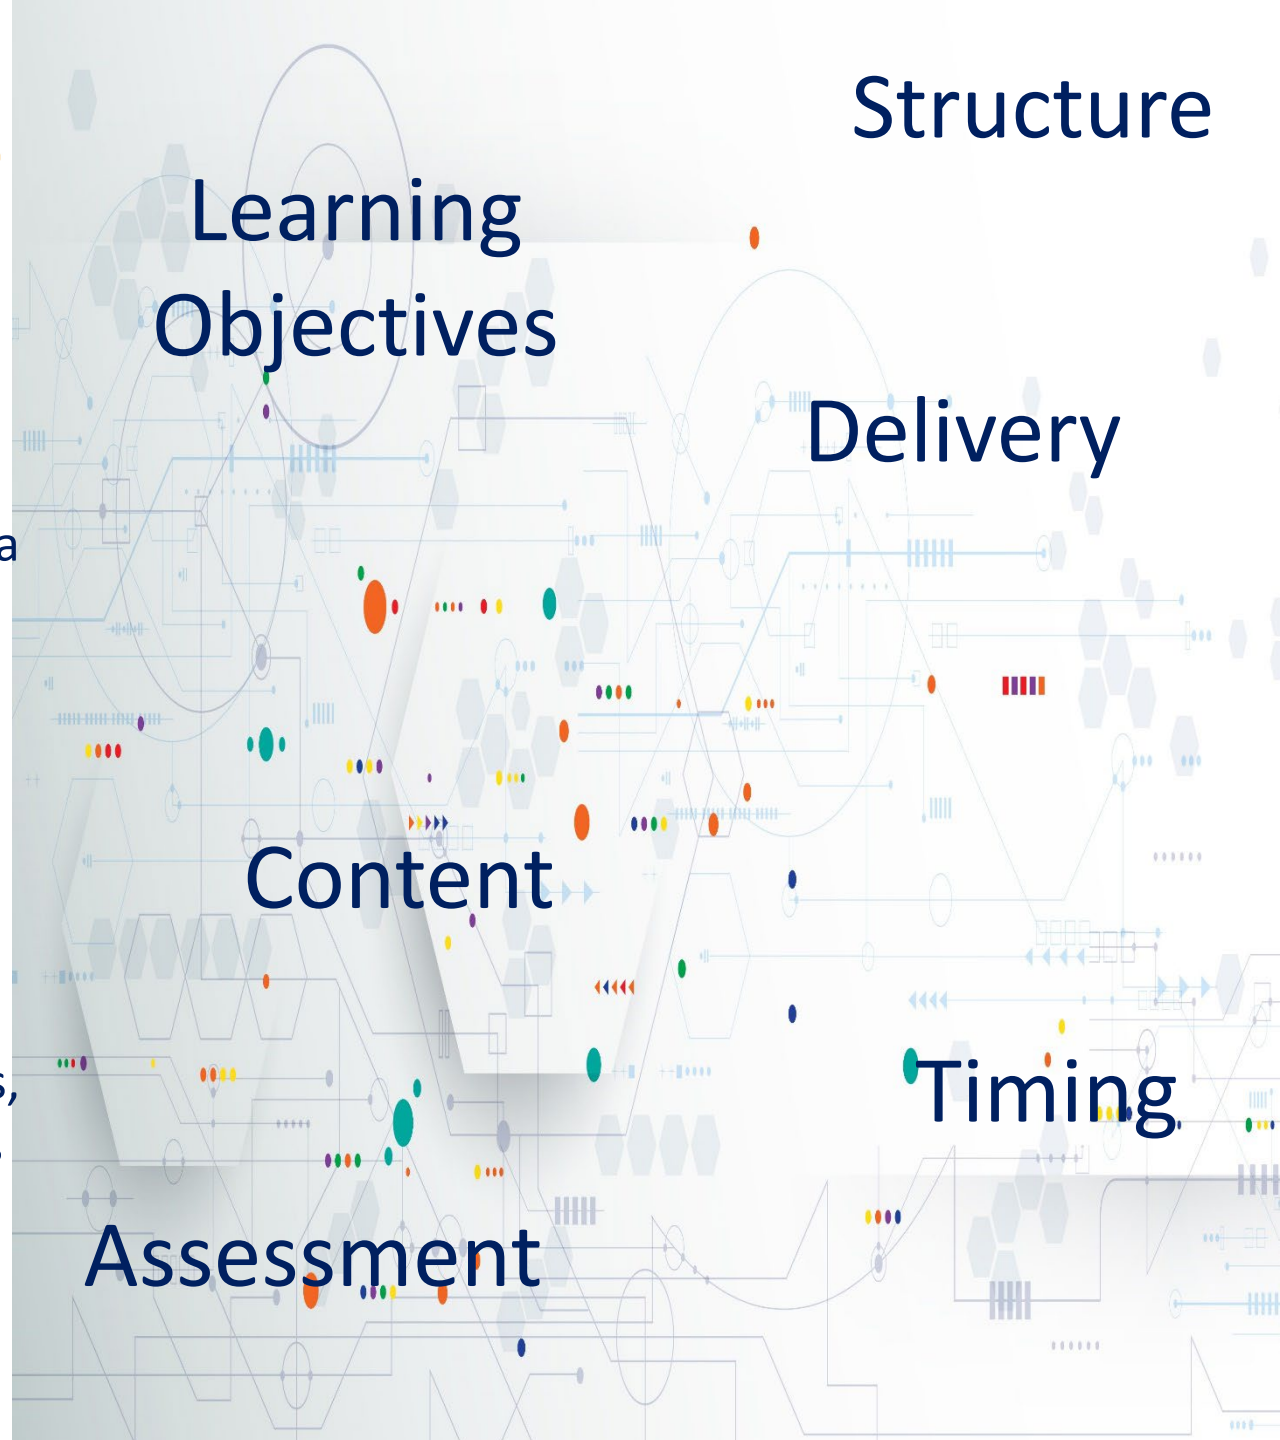 Structure
Learning
Objectives
Delivery
a
Content
s,
Timing
Assessment